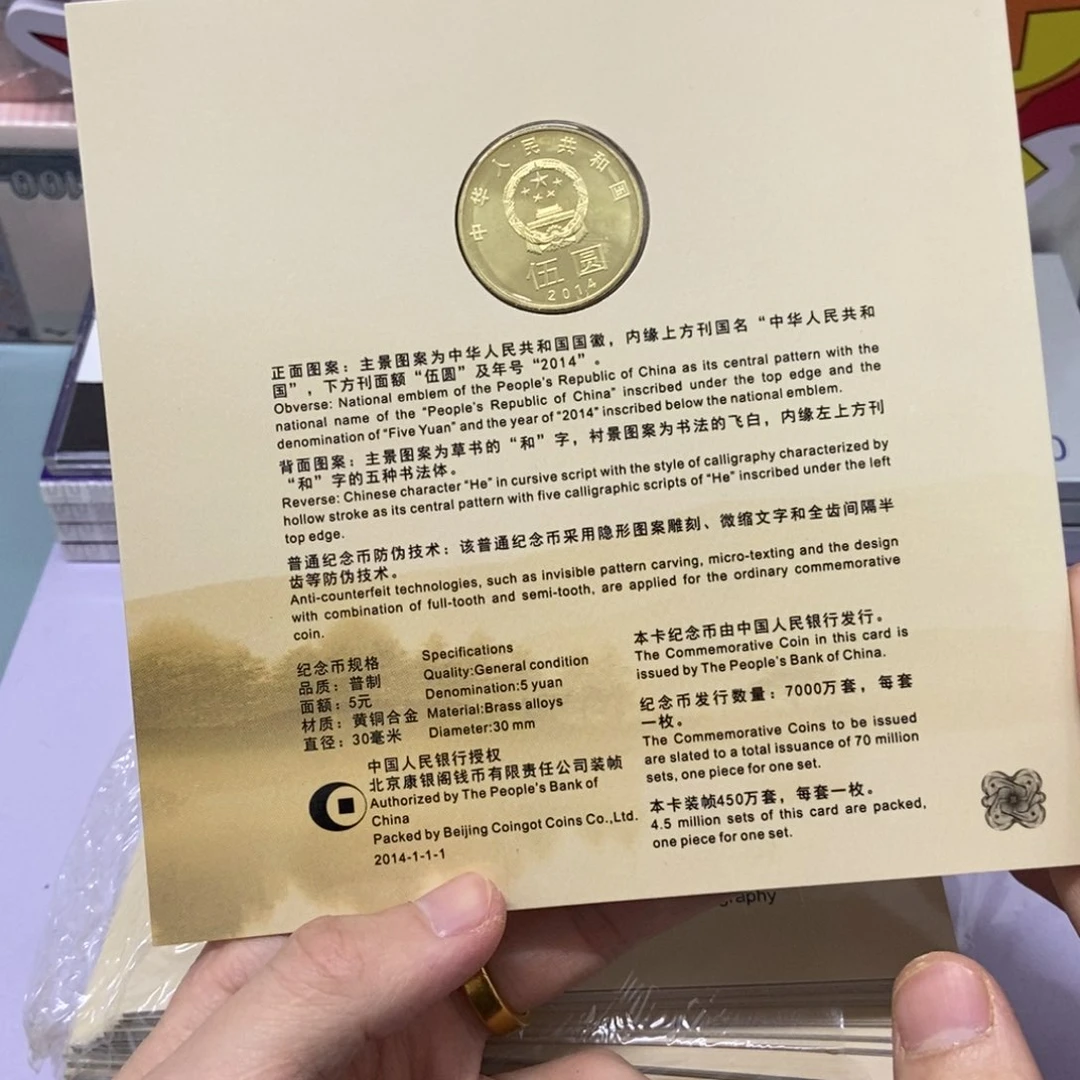 中华人民共和国
伍圆
2014
正面图案：主景图案为中华人民共和国国徽，内缘上方刊国名“中华人民共和
国”，下方刊面额“伍圆”及年号“2014”。
Obverse: National emblem of the People's Republic of China as its central pattern with the
national name of the “People's Republic of China” inscribed under the top edge and the
denomination of “Five Yuan” and the year of “2014” inscribed below the national emblem.
背面图案：主景图案为草书的“和”字，衬景图案为书法的飞白，内缘左上方刊
“和”字的五种书法体。
Reverse: Chinese character “He” in cursive script with the style of calligraphy characterized by
hollow stroke as its central pattern with five calligraphic scripts of “He” inscribed under the left
top edge.
普通纪念币防伪技术：该普通纪念币采用隐形图案雕刻、微缩文字和全齿间隔半
齿等防伪技术。
Anti-counterfeit technologies, such as invisible pattern carving, micro-texting and the design
with combination of full-tooth and semi-tooth, are applied for the ordinary commemorative
coin.
纪念币规格
品质：普制
面额：5元
材质：黄铜合金
直径：30毫米
Specifications
Quality:General condition
Denomination:5 yuan
Material:Brass alloys
Diameter:30 mm
中国人民银行授权
北京康银阁钱币有限责任公司装帧
Authorized by The People's Bank of
China
Packed by Beijing Coingot Coins Co.,Ltd.
2014-1-1-1
本卡纪念币由中国人民银行发行。
The Commemorative Coin in this card is
issued by The People's Bank of China.
纪念币发行数量：7000万套，每套
一枚。
The Commemorative Coins to be issued
are slated to a total issuance of 70 million
sets, one piece for one set.
本卡装帧450万套，每套一枚。
4.5 million sets of this card are packed,
one piece for one set.